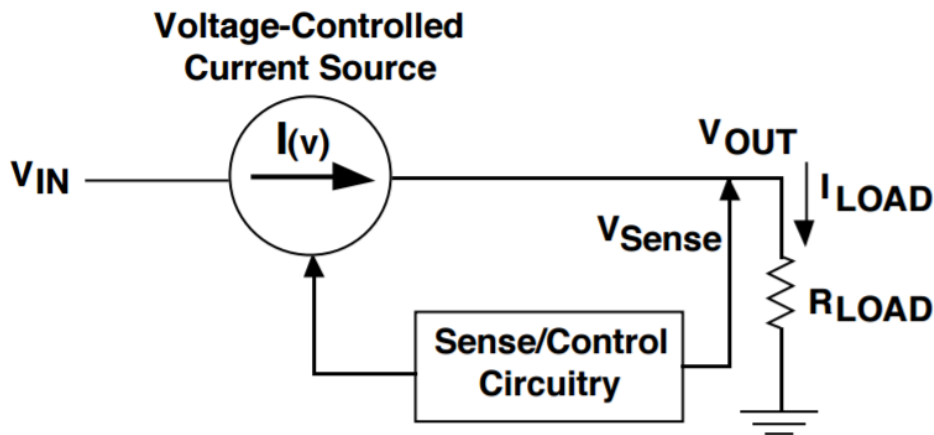 Voltage-Controlled
Current Source
I(v)
VIN
VOUT
ILOAD
VSense
RLOAD
Sense/Control
Circuitry